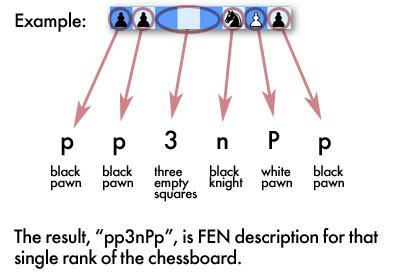 Example:
p p 3 n P p
black black three black white black
pawn pawn empty knight pawn pawn
squares
The result, “pp3nPp”, is FEN description for that
single rank of the chessboard.